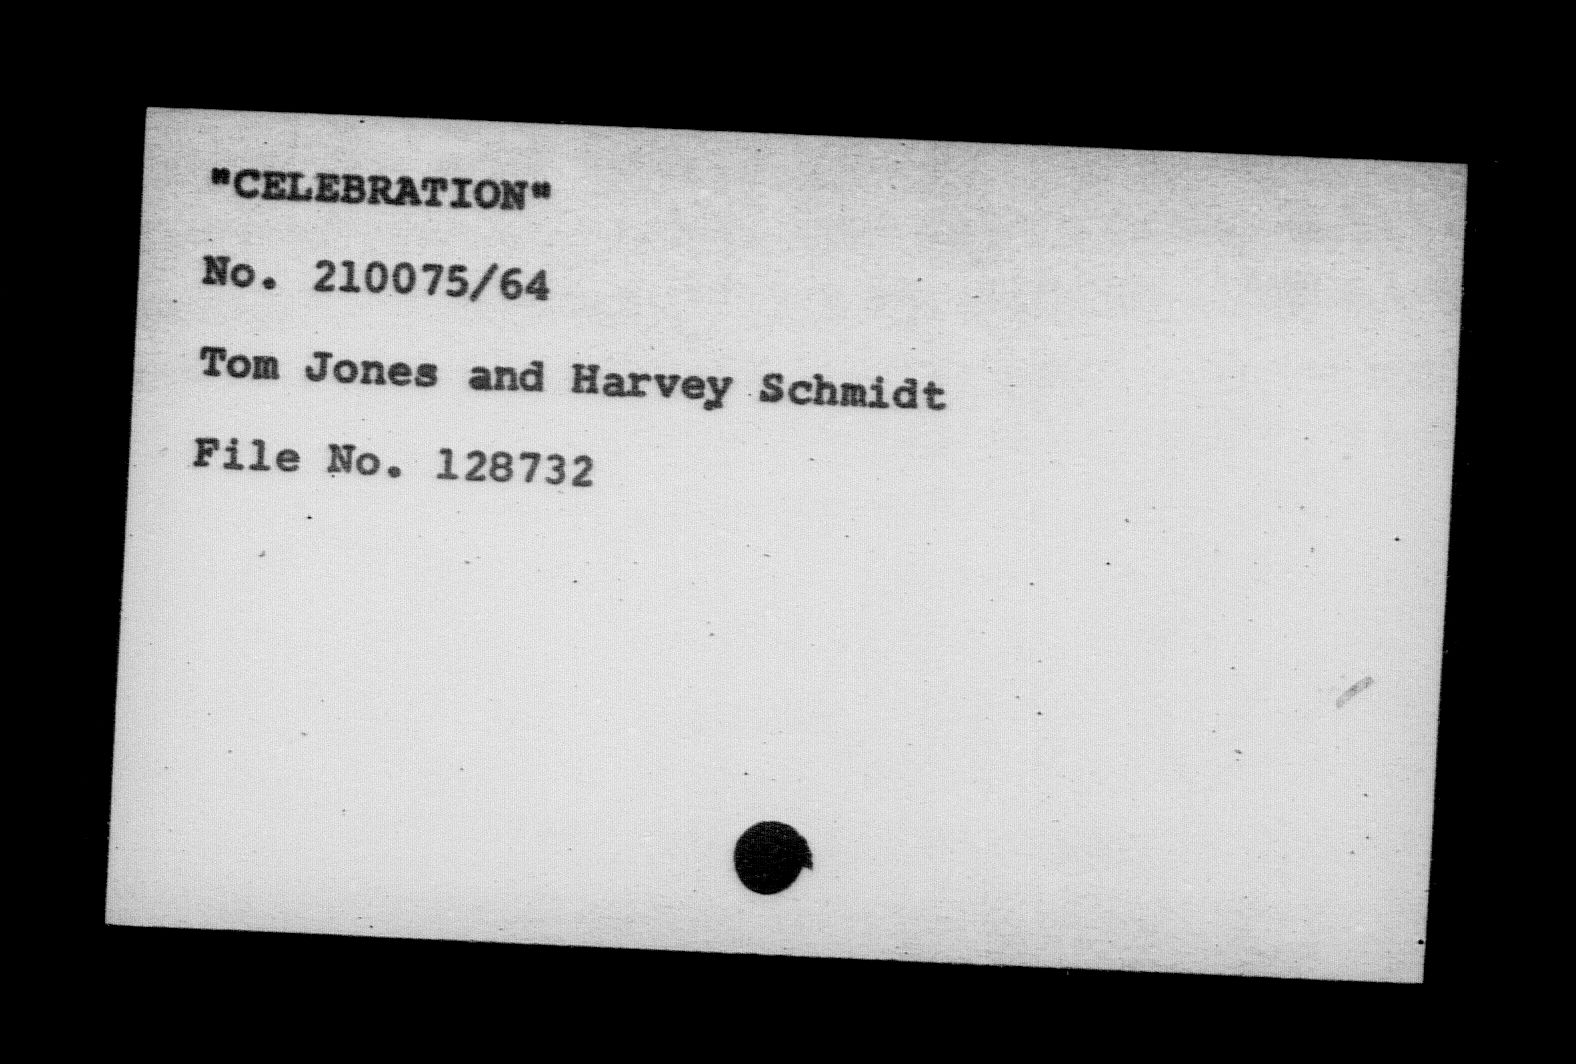 "CELEBRATION"
No. 210075/64
Tom Jones and Harvey Schmidt
File No. 128732